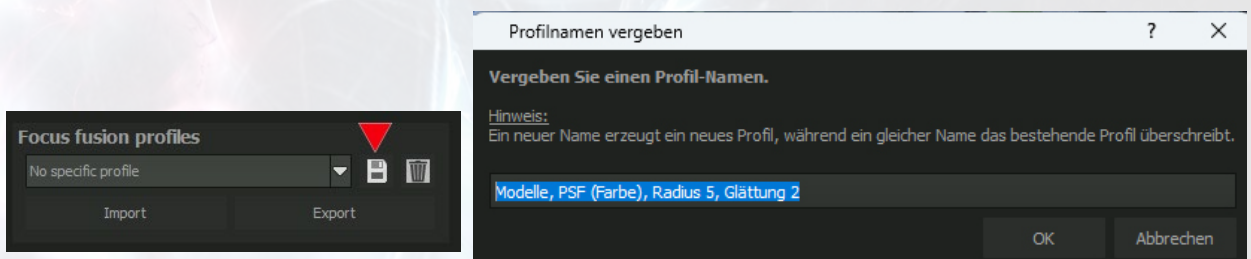 Focus fusion profiles
No specific profile
Import Export
Profilnamen vergeben ?
Vergeben Sie einen Profil-Namen.
Hinweis:
Ein neuer Name erzeugt ein neues Profil, während ein gleicher Name das bestehende Profil überschreibt.
Modelle, PSF (Farbe), Radius 5, Glättung 2
OK Abbrechen